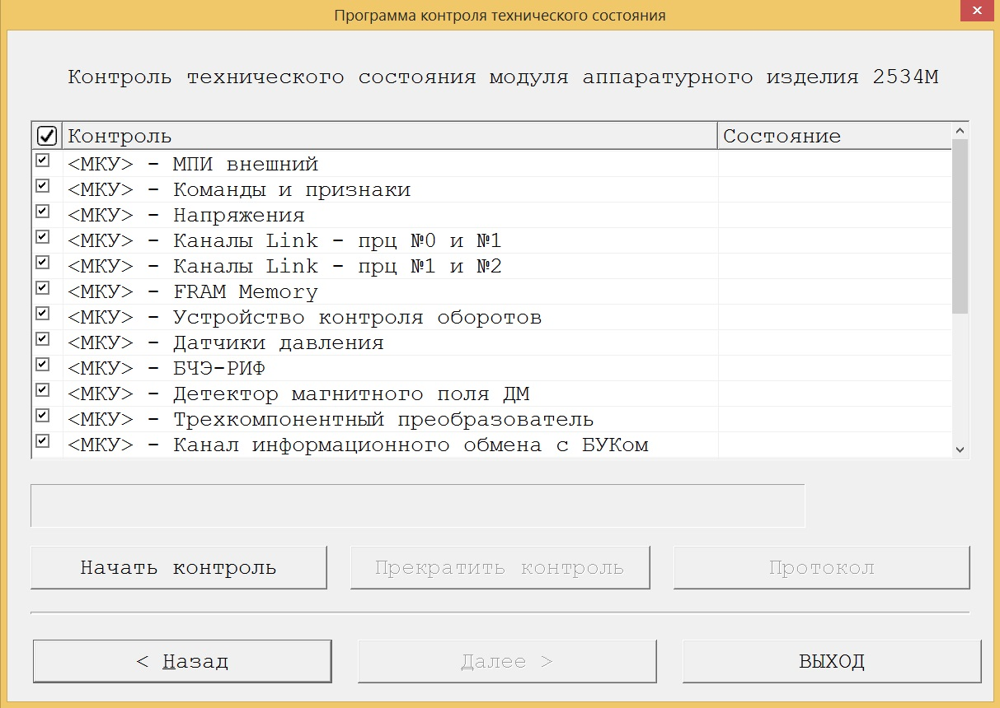 Программа контроля технического состояния
Контроль технического состояния модуля аппаратурного изделия 2534М
Контроль Состояние
<МКУ> - МПИ внешний
<МКУ> - Команды и признаки
<МКУ> - Напряжения
<МКУ> - Каналы Link - прц №0 и №1
<МКУ> - Каналы Link - прц №1 и №2
<МКУ> - FRAM Memory
<МКУ> - Устройство контроля оборотов
<МКУ> - Датчики давления
<МКУ> - БЧЭ-РИФ
<МКУ> - Детектор магнитного поля ДМ
<МКУ> - Трехкомпонентный преобразователь
<МКУ> - Канал информационного обмена с БУКом
Начать контроль Прекратить контроль Протокол
< Назад Далее > ВЫХОД